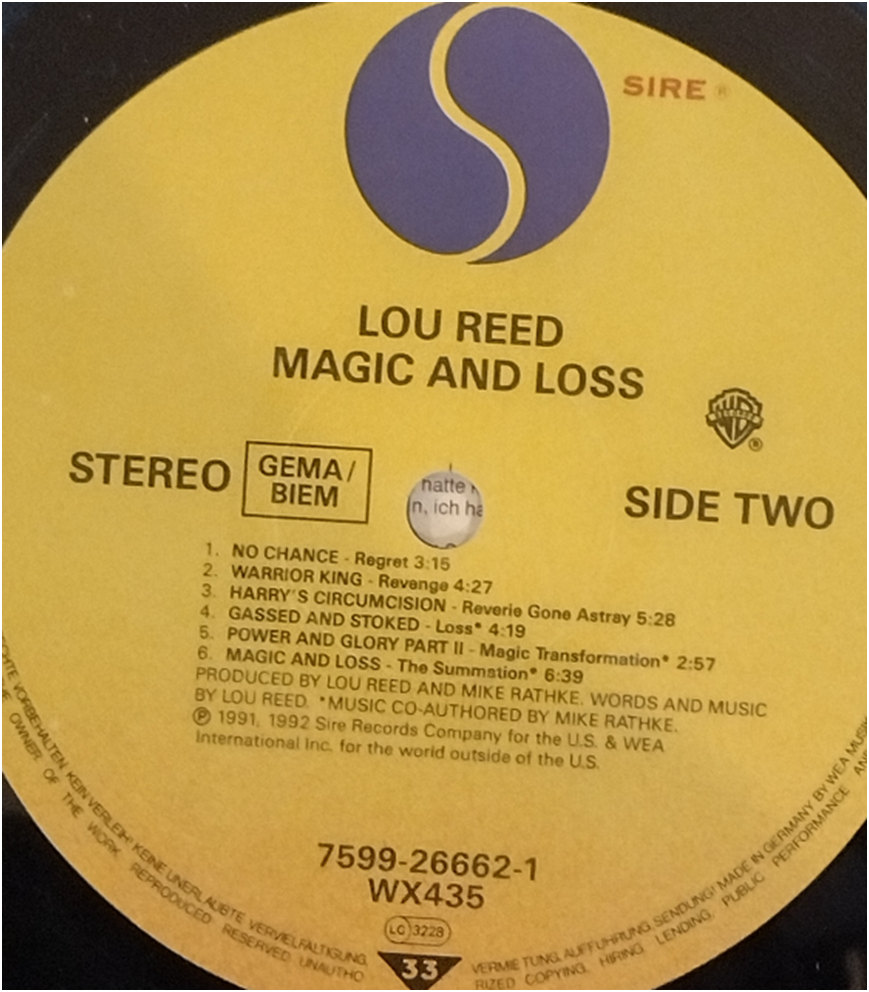 SIRE ®
LOU REED
MAGIC AND LOSS
STEREO
GEMA/
BIEM
hatte
n, ich ha
SIDE TWO
1. NO CHANCE - Regret 3:15
2. WARRIOR KING - Revenge 4:27
3. HARRY'S CIRCUMCISION - Reverie Gone Astray 5:28
4. GASSED AND STOKED - Loss* 4:19
5. POWER AND GLORY PART II - Magic Transformation* 2:57
6. MAGIC AND LOSS - The Summation* 6:39
PRODUCED BY LOU REED AND MIKE RATHKE. WORDS AND MUSIC
BY LOU REED. *MUSIC CO-AUTHORED BY MIKE RATHKE.
℗ 1991, 1992 Sire Records Company for the U.S. & WEA
International Inc. for the world outside of the U.S.
7599-26662-1
WX435
LC 3228
33
VORBEHALTEN. KEIN VERLEIH! KEINE UNERLAUBTE VERVIELFÄLTIGUNG,
OWNER OF THE WORK REPRODUCED RESERVED. UNAUTHO
VERMIETUNG, AUFFÜHRUNG, SENDUNG! MADE IN GERMANY BY WEA
RIZED COPYING, HIRING, LENDING, PUBLIC PERFORMANCE